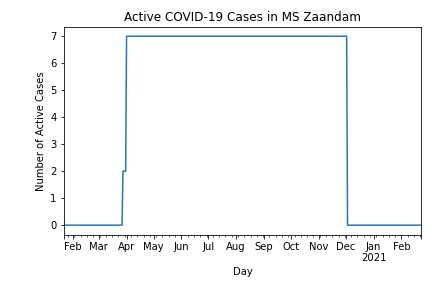 Active COVID-19 Cases in MS Zaandam
7
6
5
4
3
2
1
0
Number of Active Cases
Feb Mar Apr May Jun Jul Aug Sep Oct Nov Dec Jan Feb
2021
Day